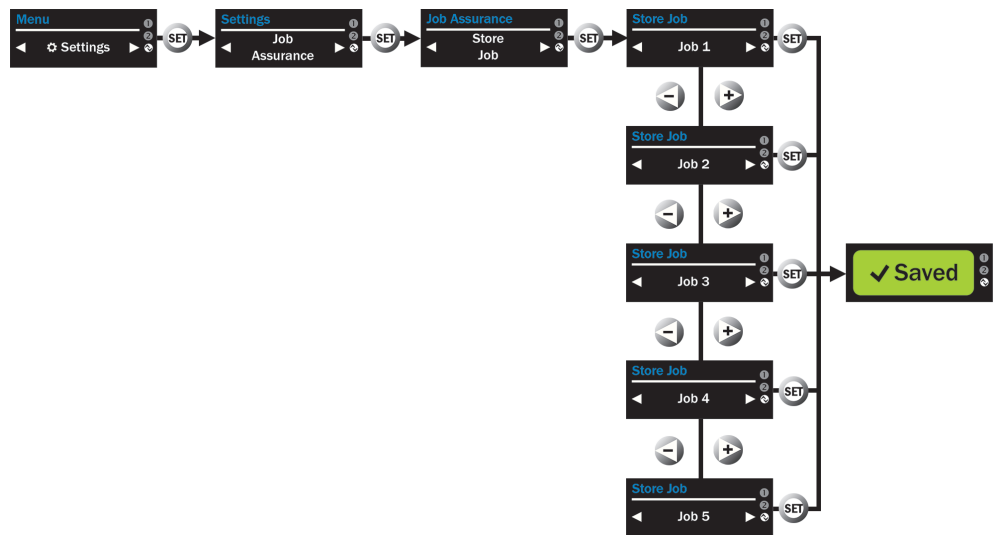 Menu
Settings
SET
Settings
Job
Assurance
SET
Job Assurance
Store
Job
SET
Store Job
Job 1
SET
- +
Store Job
Job 2
SET
- +
Store Job
Job 3
SET
✓ Saved
- +
Store Job
Job 4
SET
- +
Store Job
Job 5
SET